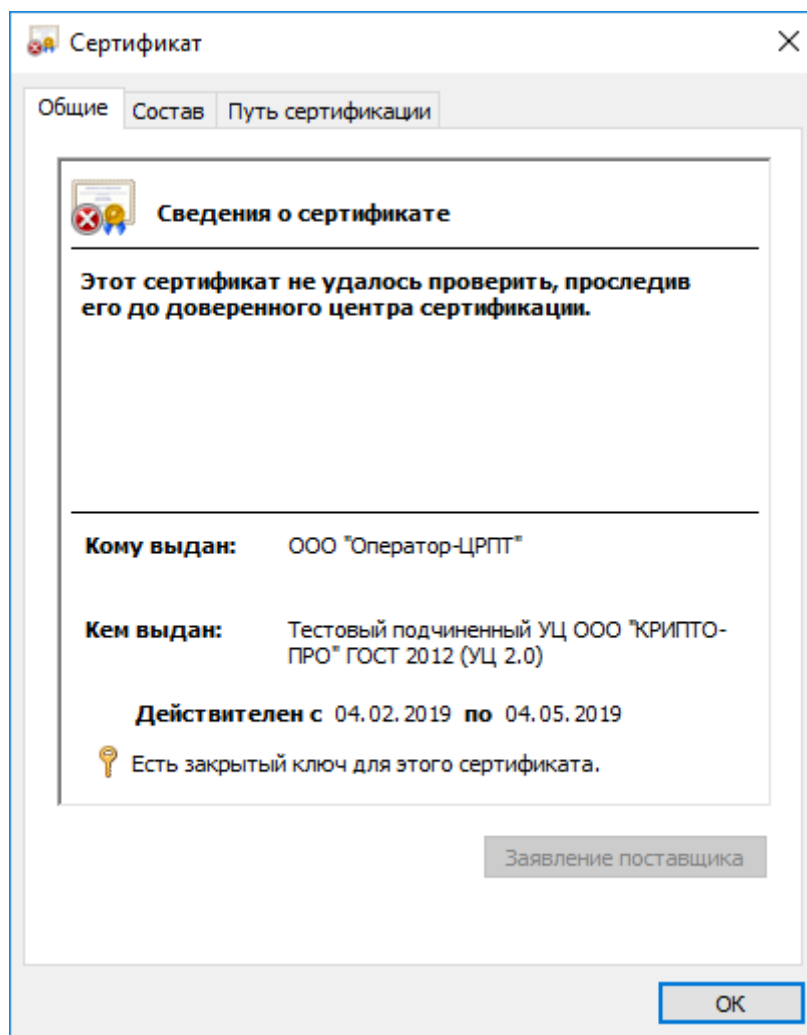 Сертификат
Общие Состав Путь сертификации
Сведения о сертификате
Этот сертификат не удалось проверить, проследив
его до доверенного центра сертификации.
Кому выдан: ООО "Оператор-ЦРПТ"
Кем выдан: Тестовый подчиненный УЦ ООО "КРИПТО-
ПРО" ГОСТ 2012 (УЦ 2.0)
Действителен с 04.02.2019 по 04.05.2019
Есть закрытый ключ для этого сертификата.
Заявление поставщика
ОК